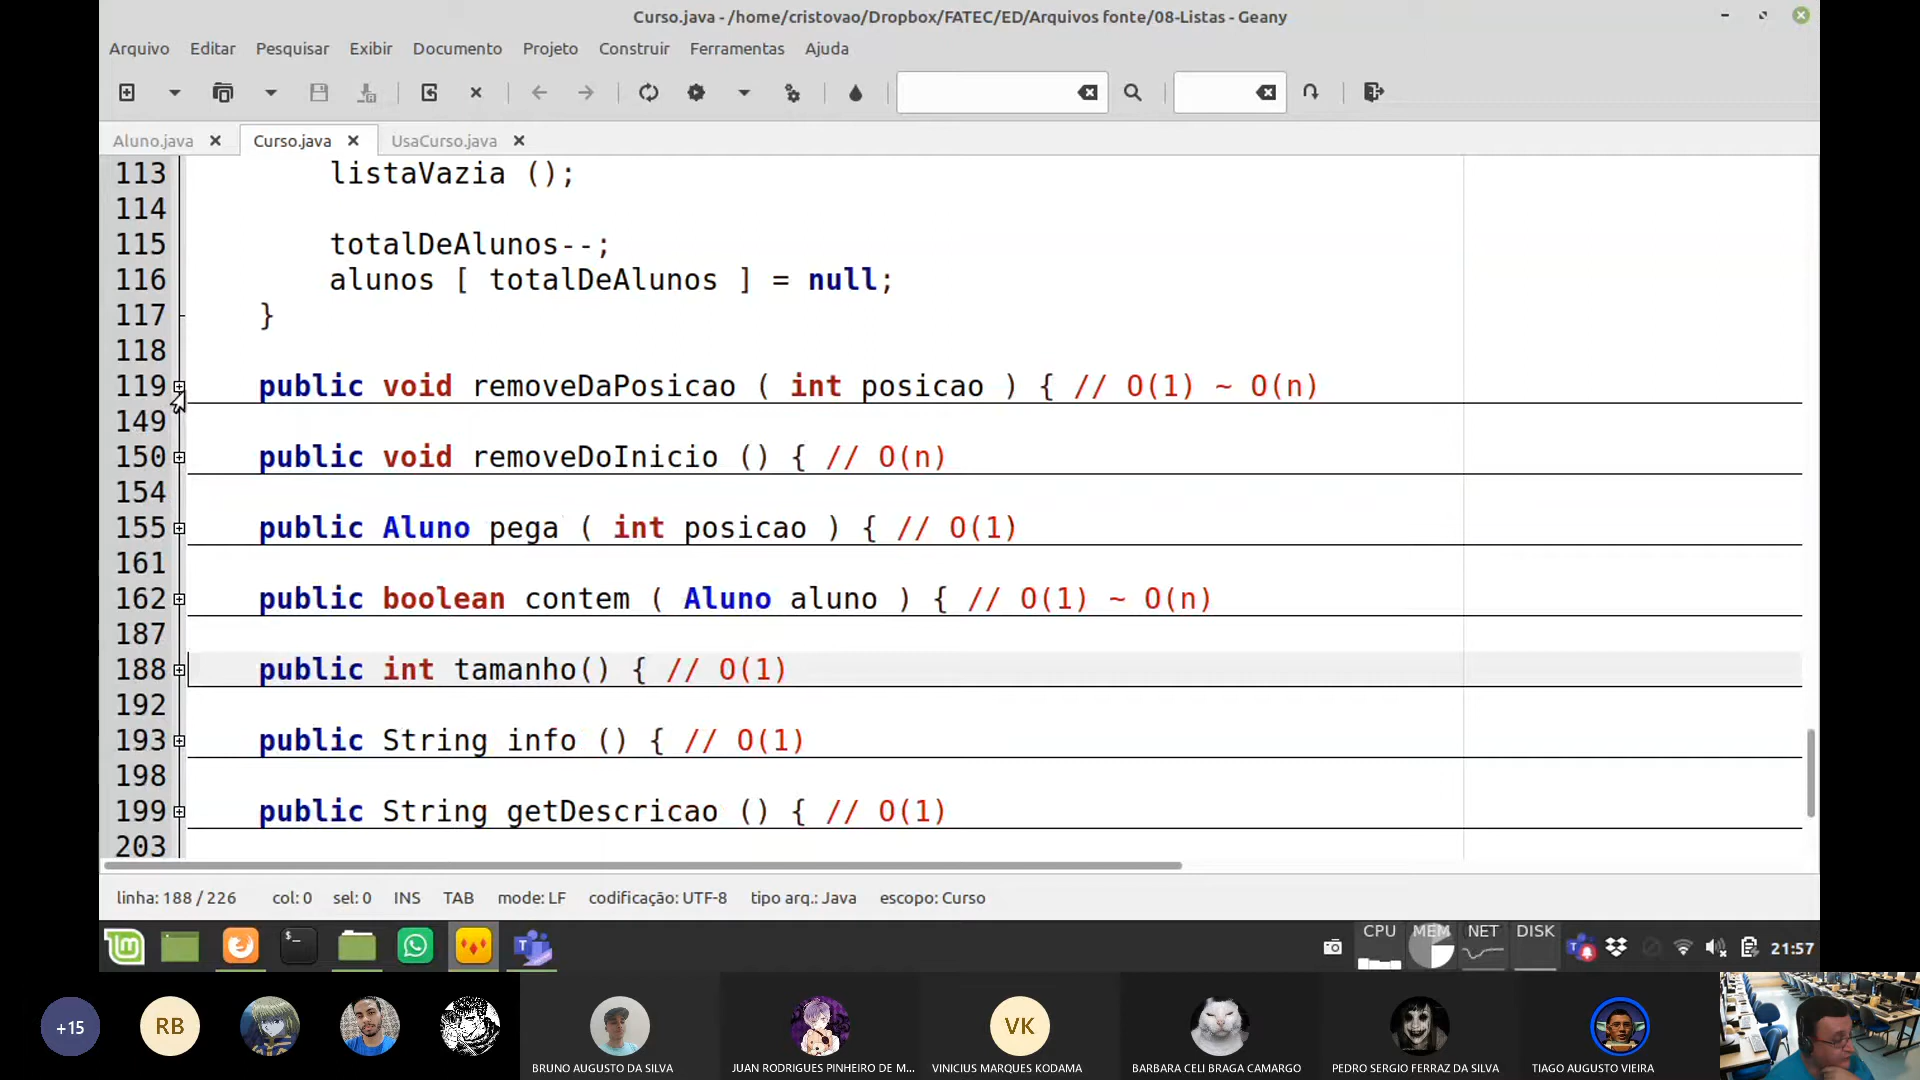 Curso.java - /home/cristovao/Dropbox/FATEC/ED/Arquivos fonte/08-Listas - Geany
Arquivo Editar Pesquisar Exibir Documento Projeto Construir Ferramentas Ajuda
Aluno.java Curso.java UsaCurso.java
113 listaVazia ();
114
115 totalDeAlunos--;
116 alunos [ totalDeAlunos ] = null;
117 }
118
119 public void removeDaPosicao ( int posicao ) { // O(1) ~ O(n)
149
150 public void removeDoInicio () { // O(n)
154
155 public Aluno pega ( int posicao ) { // O(1)
161
162 public boolean contem ( Aluno aluno ) { // O(1) ~ O(n)
187
188 public int tamanho() { // O(1)
192
193 public String info () { // O(1)
198
199 public String getDescricao () { // O(1)
203
linha: 188 / 226 col: 0 sel: 0 INS TAB mode: LF codificação: UTF-8 tipo arq.: Java escopo: Curso
CPU MEM NET DISK 21:57
+15 RB VK
BRUNO AUGUSTO DA SILVA JUAN RODRIGUES PINHEIRO DE M... VINICIUS MARQUES KODAMA BARBARA CELI BRAGA CAMARGO PEDRO SERGIO FERRAZ DA SILVA TIAGO AUGUSTO VIEIRA